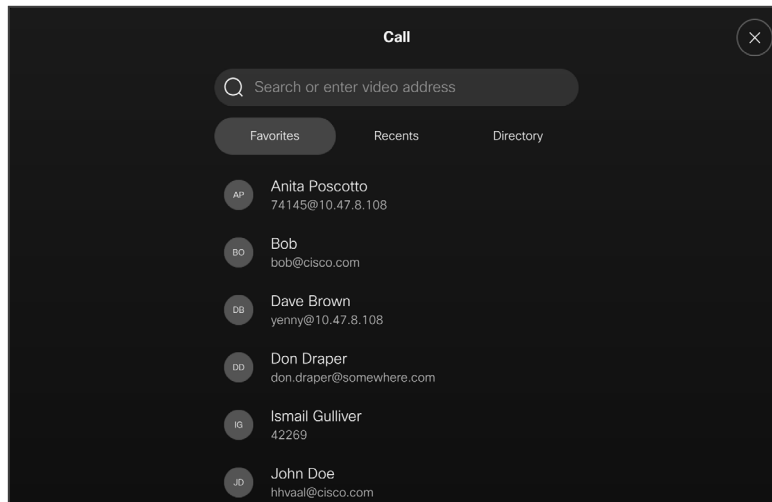 Call
Search or enter video address
Favorites Recents Directory
AP Anita Poscotto
74145@10.47.8.108
BO Bob
bob@cisco.com
DB Dave Brown
yenny@10.47.8.108
DD Don Draper
don.draper@somewhere.com
IG Ismail Gulliver
42269
JD John Doe
hhvaal@cisco.com